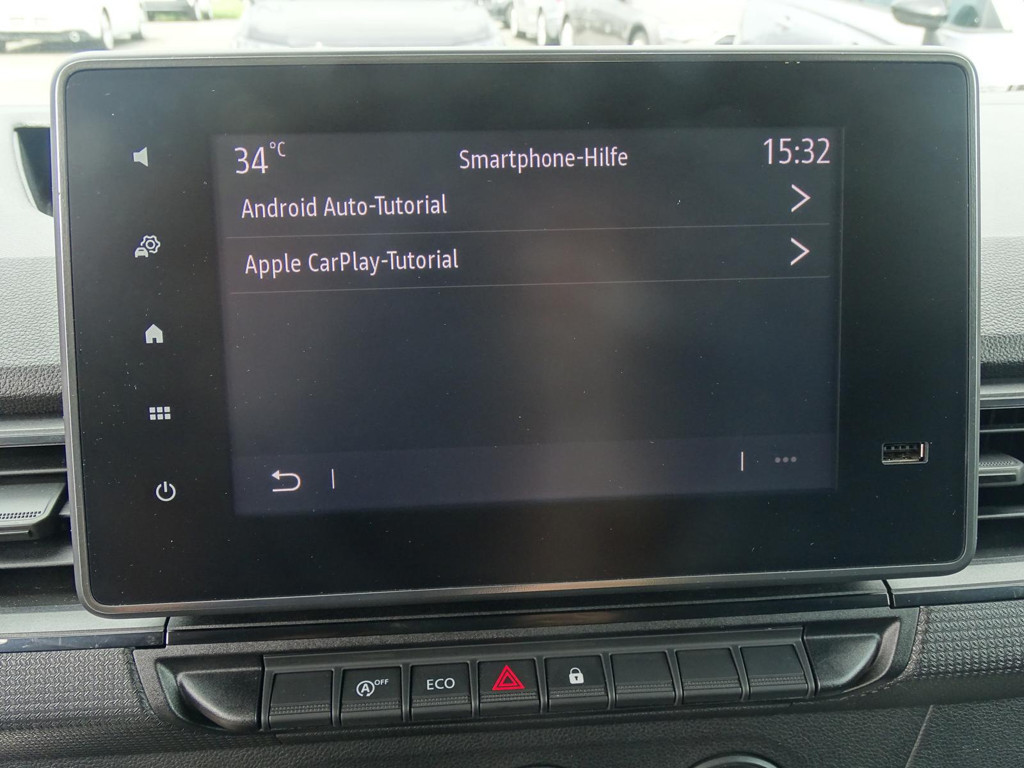 34°C Smartphone-Hilfe 15:32
Android Auto-Tutorial
Apple CarPlay-Tutorial
A OFF ECO